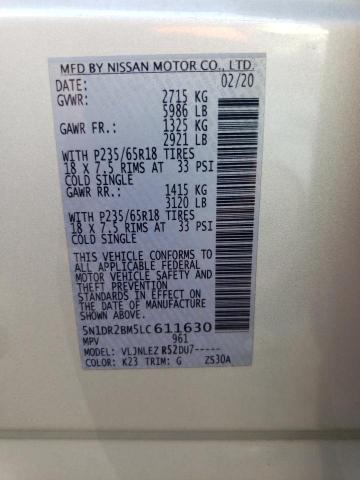 MFD BY NISSAN MOTOR CO., LTD.
DATE: 02/20
GVWR: 2715 KG
5986 LB
GAWR FR.: 1325 KG
2921 LB
WITH P235/65R18 TIRES
18 X 7.5 RIMS AT 33 PSI
COLD SINGLE
GAWR RR.: 1415 KG
3120 LB
WITH P235/65R18 TIRES
18 X 7.5 RIMS AT 33 PSI
COLD SINGLE
THIS VEHICLE CONFORMS TO
ALL APPLICABLE FEDERAL
MOTOR VEHICLE SAFETY AND
THEFT PREVENTION
STANDARDS IN EFFECT ON
THE DATE OF MANUFACTURE
SHOWN ABOVE
5N1DR2BM5LC611630
MPV 961
MODEL: VLJNLEZ R52DU7-----
COLOR: K23 TRIM: G ZS30A